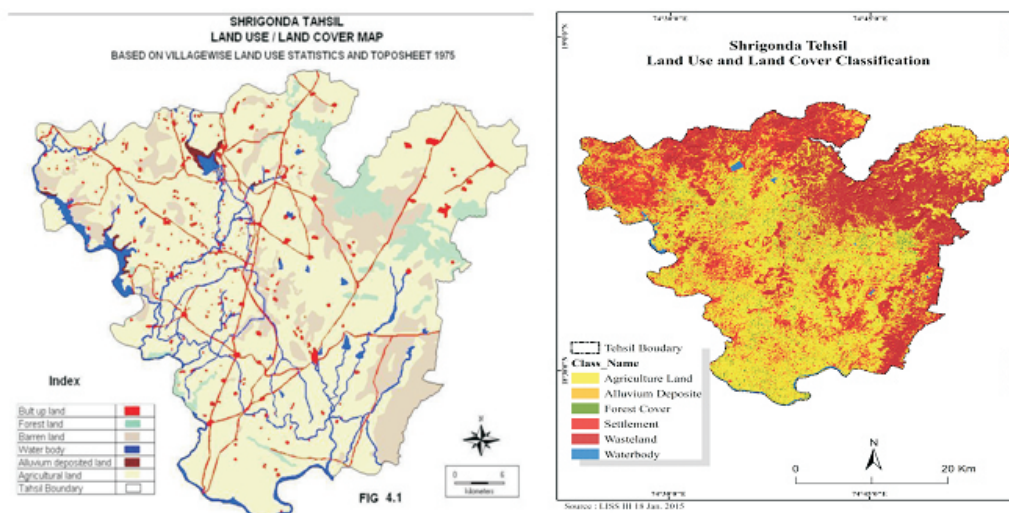 SHRIGONDA TAHSIL
LAND USE / LAND COVER MAP
BASED ON VILLAGEWISE LAND USE STATISTICS AND TOPOSHEET 1975
Index
Bult up land
Forest land
Barren land
Water body
Alluvium deposited land
Agricultural land
Tahsil Boundary
N
0 6
kilometers
FIG 4.1
Shrigonda Tehsil
Land Use and Land Cover Classification
Tehsil Boudary
Class_Name
Agriculture Land
Alluvium Deposite
Forest Cover
Settlement
Wasteland
Waterbody
N
0 20 Km
Source : LISS III 18 Jan. 2015